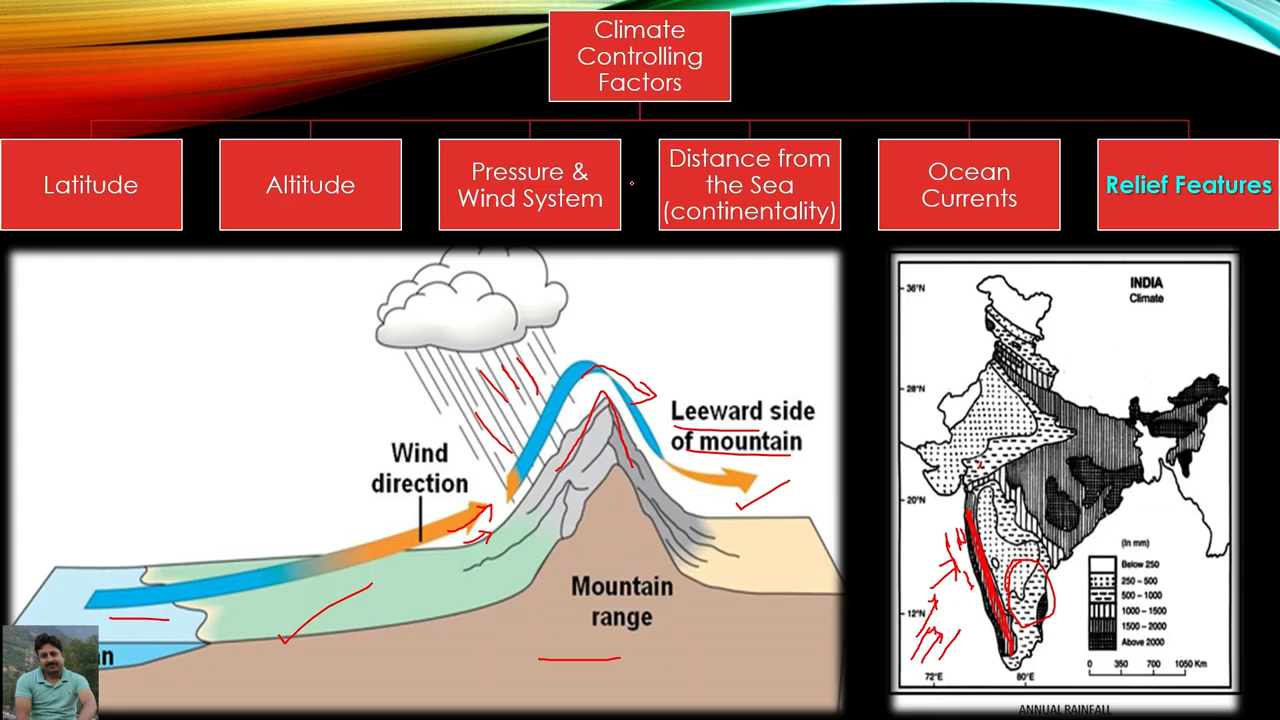 Climate
Controlling
Factors
Latitude
Altitude
Pressure &
Wind System
Distance from
the Sea
(continentality)
Ocean
Currents
Relief Features
Wind
direction
Leeward side
of mountain
Mountain
range
INDIA
Climate
36°N
28°N
20°N
12°N
72°E
80°E
(In mm)
Below 250
250 - 500
500 - 1000
1000 - 1500
1500 - 2000
Above 2000
0 350 700 1050 Km
ANNUAL RAINFALL